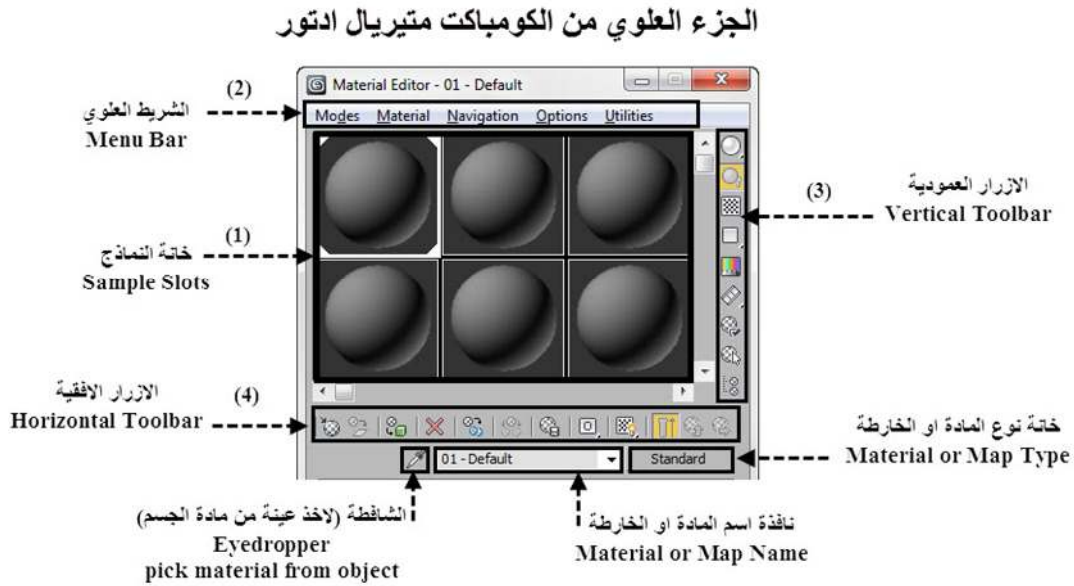 الجزء العلوي من الكومباكت متيريال ادتور
Material Editor - 01 - Default
(2)
الشريط العلوي
Menu Bar
Modes Material Navigation Options Utilities
(3)
الازرار العمودية
Vertical Toolbar
(1)
خانة النماذج
Sample Slots
الازرار الافقية
Horizontal Toolbar
(4)
خانة نوع المادة او الخارطة
Material or Map Type
01 - Default
Standard
الشافطة (لاخذ عينة من مادة الجسم)
Eyedropper
pick material from object
نافذة اسم المادة او الخارطة
Material or Map Name